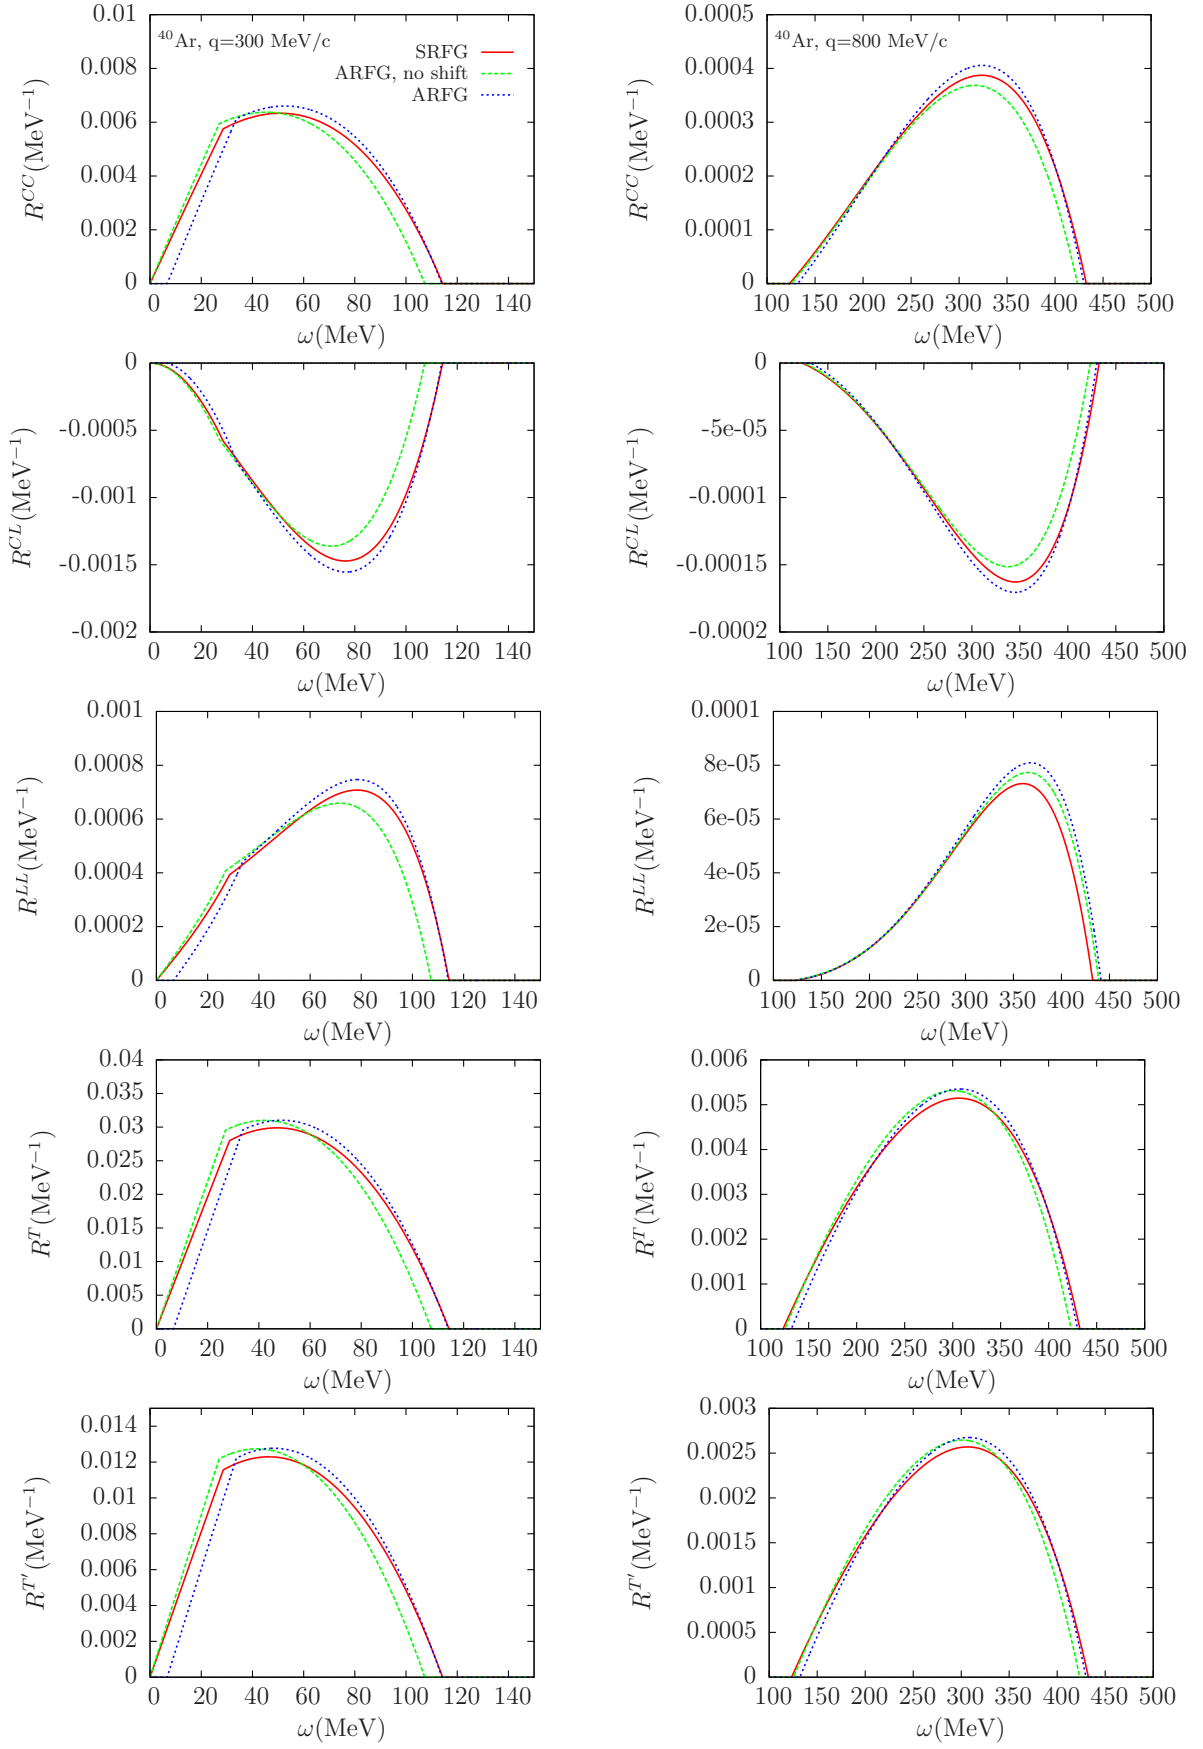 ⁴⁰Ar, q=300 MeV/c
SRFG
ARFG, no shift
ARFG
R^{CC}(MeV⁻¹)
0.01
0.008
0.006
0.004
0.002
0
0 20 40 60 80 100 120 140
ω(MeV)
⁴⁰Ar, q=800 MeV/c
R^{CC}(MeV⁻¹)
0.0005
0.0004
0.0003
0.0002
0.0001
0
100 150 200 250 300 350 400 450 500
ω(MeV)
R^{CL}(MeV⁻¹)
0
-0.0005
-0.001
-0.0015
-0.002
0 20 40 60 80 100 120 140
ω(MeV)
R^{CL}(MeV⁻¹)
0
-5e-05
-0.0001
-0.00015
-0.0002
100 150 200 250 300 350 400 450 500
ω(MeV)
R^{LL}(MeV⁻¹)
0.001
0.0008
0.0006
0.0004
0.0002
0
0 20 40 60 80 100 120 140
ω(MeV)
R^{LL}(MeV⁻¹)
0.0001
8e-05
6e-05
4e-05
2e-05
0
100 150 200 250 300 350 400 450 500
ω(MeV)
R^{T}(MeV⁻¹)
0.04
0.035
0.03
0.025
0.02
0.015
0.01
0.005
0
0 20 40 60 80 100 120 140
ω(MeV)
R^{T}(MeV⁻¹)
0.006
0.005
0.004
0.003
0.002
0.001
0
100 150 200 250 300 350 400 450 500
ω(MeV)
R^{T′}(MeV⁻¹)
0.014
0.012
0.01
0.008
0.006
0.004
0.002
0
0 20 40 60 80 100 120 140
ω(MeV)
R^{T′}(MeV⁻¹)
0.003
0.0025
0.002
0.0015
0.001
0.0005
0
100 150 200 250 300 350 400 450 500
ω(MeV)